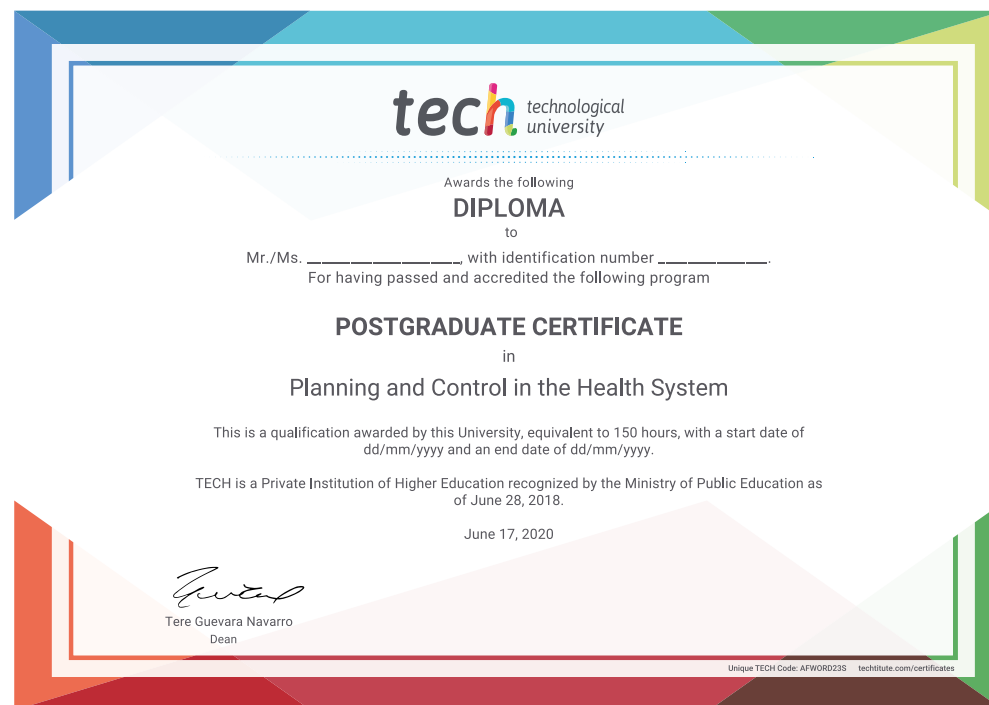 tech technological
university
Awards the following
DIPLOMA
to
Mr./Ms. ____________________, with identification number ______________.
For having passed and accredited the following program
POSTGRADUATE CERTIFICATE
in
Planning and Control in the Health System
This is a qualification awarded by this University, equivalent to 150 hours, with a start date of
dd/mm/yyyy and an end date of dd/mm/yyyy.
TECH is a Private Institution of Higher Education recognized by the Ministry of Public Education as
of June 28, 2018.
June 17, 2020
Tere Guevara Navarro
Dean
Unique TECH Code: AFWORD23S techtitute.com/certificates